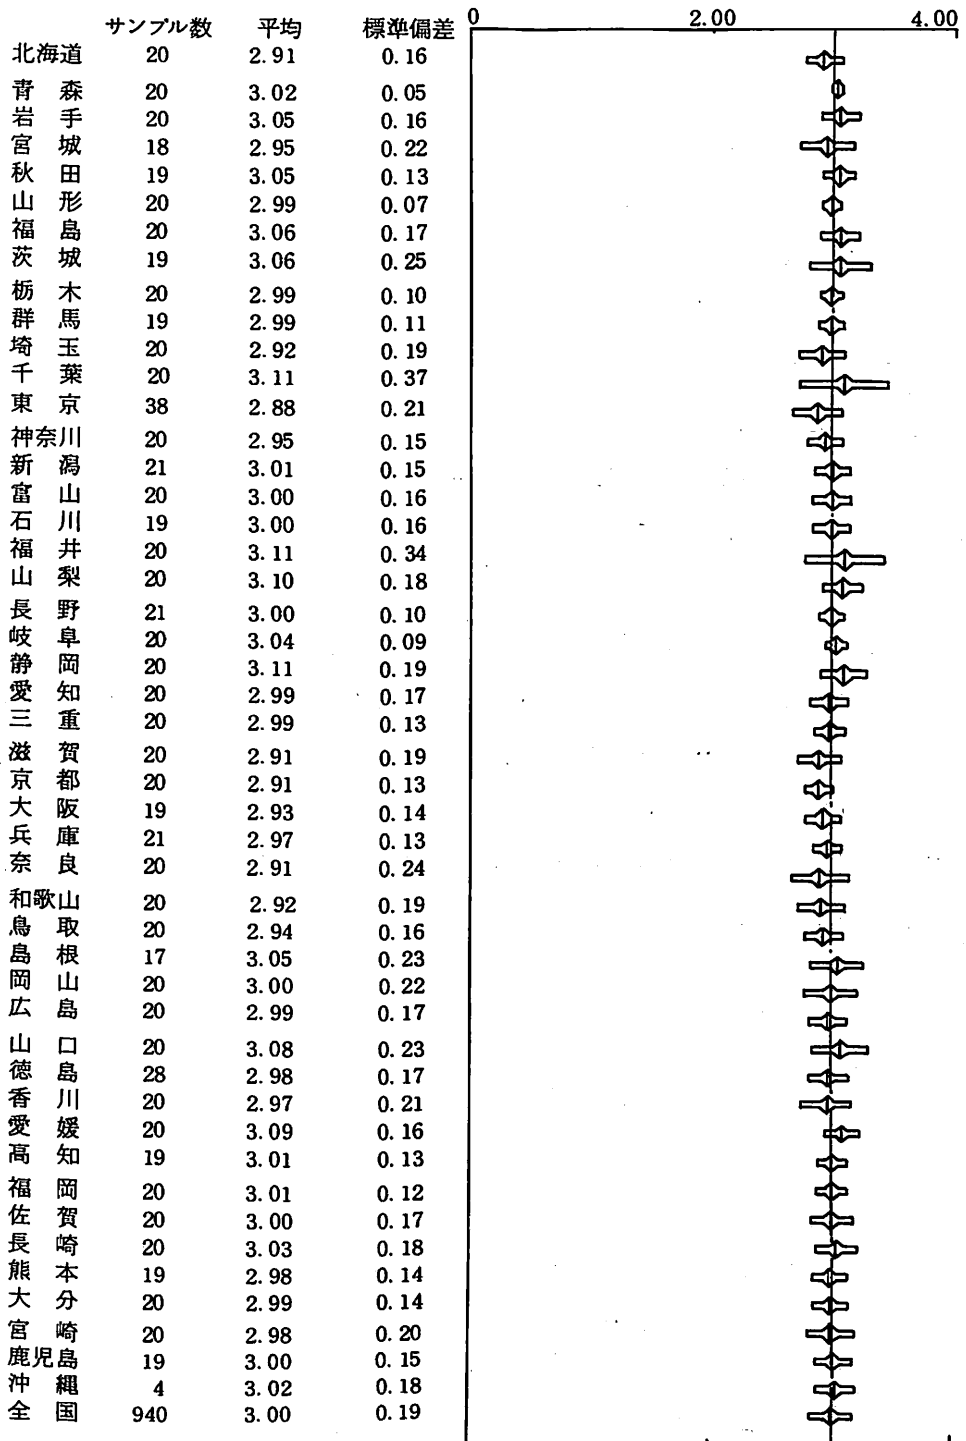 サンプル数 平均 標準偏差 0 2.00 4.00
北海道 20 2.91 0.16
青森 20 3.02 0.05
岩手 20 3.05 0.16
宮城 18 2.95 0.22
秋田 19 3.05 0.13
山形 20 2.99 0.07
福島 20 3.06 0.17
茨城 19 3.06 0.25
栃木 20 2.99 0.10
群馬 19 2.99 0.11
埼玉 20 2.92 0.19
千葉 20 3.11 0.37
東京 38 2.88 0.21
神奈川 20 2.95 0.15
新潟 21 3.01 0.15
富山 20 3.00 0.16
石川 19 3.00 0.16
福井 20 3.11 0.34
山梨 20 3.10 0.18
長野 21 3.00 0.10
岐阜 20 3.04 0.09
静岡 20 3.11 0.19
愛知 20 2.99 0.17
三重 20 2.99 0.13
滋賀 20 2.91 0.19
京都 20 2.91 0.13
大阪 19 2.93 0.14
兵庫 21 2.97 0.13
奈良 20 2.91 0.24
和歌山 20 2.92 0.19
鳥取 20 2.94 0.16
島根 17 3.05 0.23
岡山 20 3.00 0.22
広島 20 2.99 0.17
山口 20 3.08 0.23
徳島 28 2.98 0.17
香川 20 2.97 0.21
愛媛 20 3.09 0.16
高知 19 3.01 0.13
福岡 20 3.01 0.12
佐賀 20 3.00 0.17
長崎 20 3.03 0.18
熊本 19 2.98 0.14
大分 20 2.99 0.14
宮崎 20 2.98 0.20
鹿児島 19 3.00 0.15
沖縄 4 3.02 0.18
全国 940 3.00 0.19
2.00